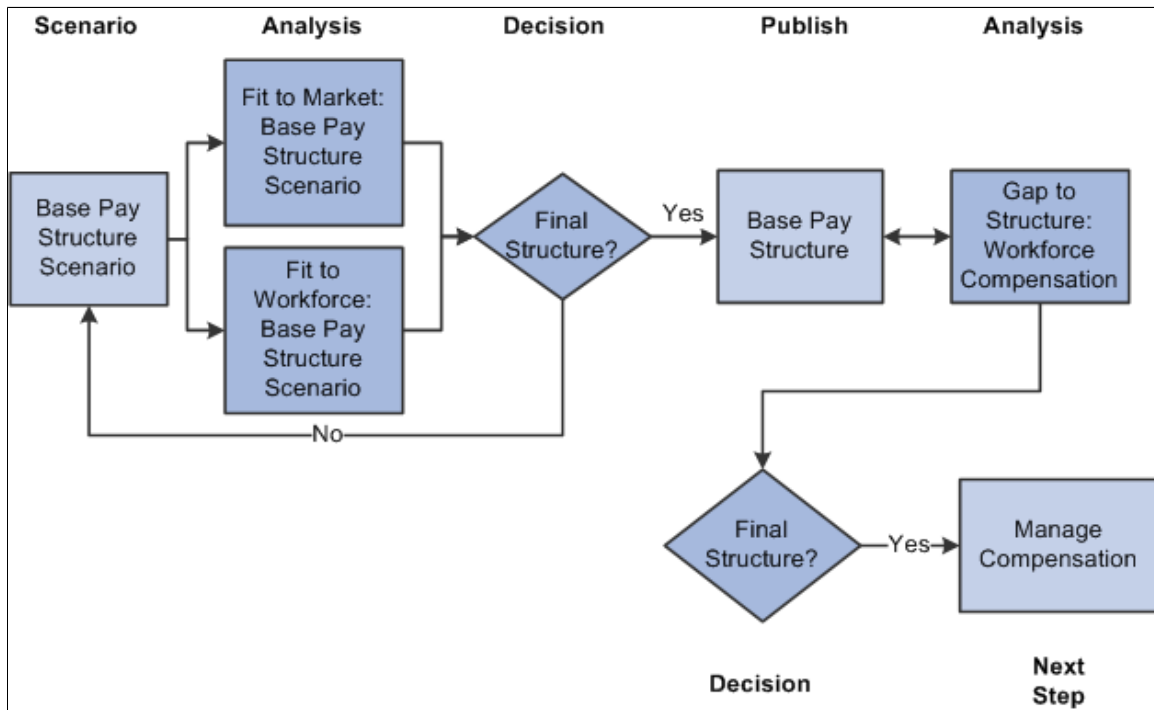 Scenario
Analysis
Decision
Publish
Analysis
Base Pay
Structure
Scenario
Fit to Market:
Base Pay
Structure
Scenario
Fit to
Workforce:
Base Pay
Structure
Scenario
Final
Structure?
Yes
No
Base Pay
Structure
Gap to
Structure:
Workforce
Compensation
Final
Structure?
Yes
Manage
Compensation
Decision
Next
Step